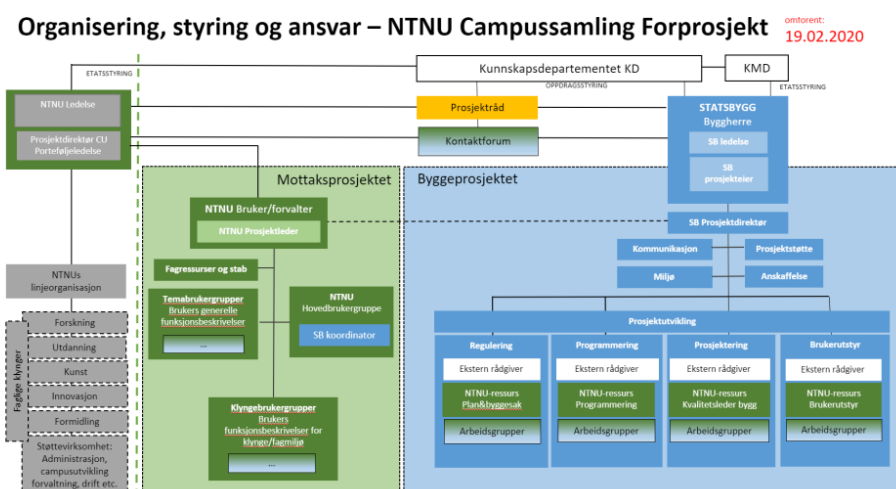 Organisering, styring og ansvar – NTNU Campussamling Forprosjekt
omforent:
19.02.2020
ETATSSTYRING
Kunnskapsdepartementet KD
KMD
OPPDRAGSSTYRING
ETATSSTYRING
NTNU Ledelse
Prosjektdirektør CU
Porteføljeledelse
Prosjektråd
Kontaktforum
STATSBYGG
Byggherre
SB ledelse
SB
prosjekteier
Mottaksprosjektet
Byggeprosjektet
NTNU Bruker/forvalter
NTNU Prosjektleder
SB Prosjektdirektør
Kommunikasjon
Prosjektstøtte
Miljø
Anskaffelse
Fagressurser og stab
Temabrukergrupper
Brukers generelle
funksjonsbeskrivelser
...
NTNU
Hovedbrukergruppe
SB koordinator
Klyngebrukergrupper
Brukers
funksjonsbeskrivelser for
klynge/fagmiljø
...
NTNUs
linjeorganisasjon
Faglige klynger
Forskning
Utdanning
Kunst
Innovasjon
Formidling
Støttevirksomhet:
Administrasjon,
campusutvikling
forvaltning, drift etc.
Prosjektutvikling
Regulering
Ekstern rådgiver
NTNU-ressurs
Plan&byggesak
Arbeidsgrupper
Programmering
Ekstern rådgiver
NTNU-ressurs
Programmering
Arbeidsgrupper
Prosjektering
Ekstern rådgiver
NTNU-ressurs
Kvalitetsleder bygg
Arbeidsgrupper
Brukerutstyr
Ekstern rådgiver
NTNU-ressurs
Brukerutstyr
Arbeidsgrupper